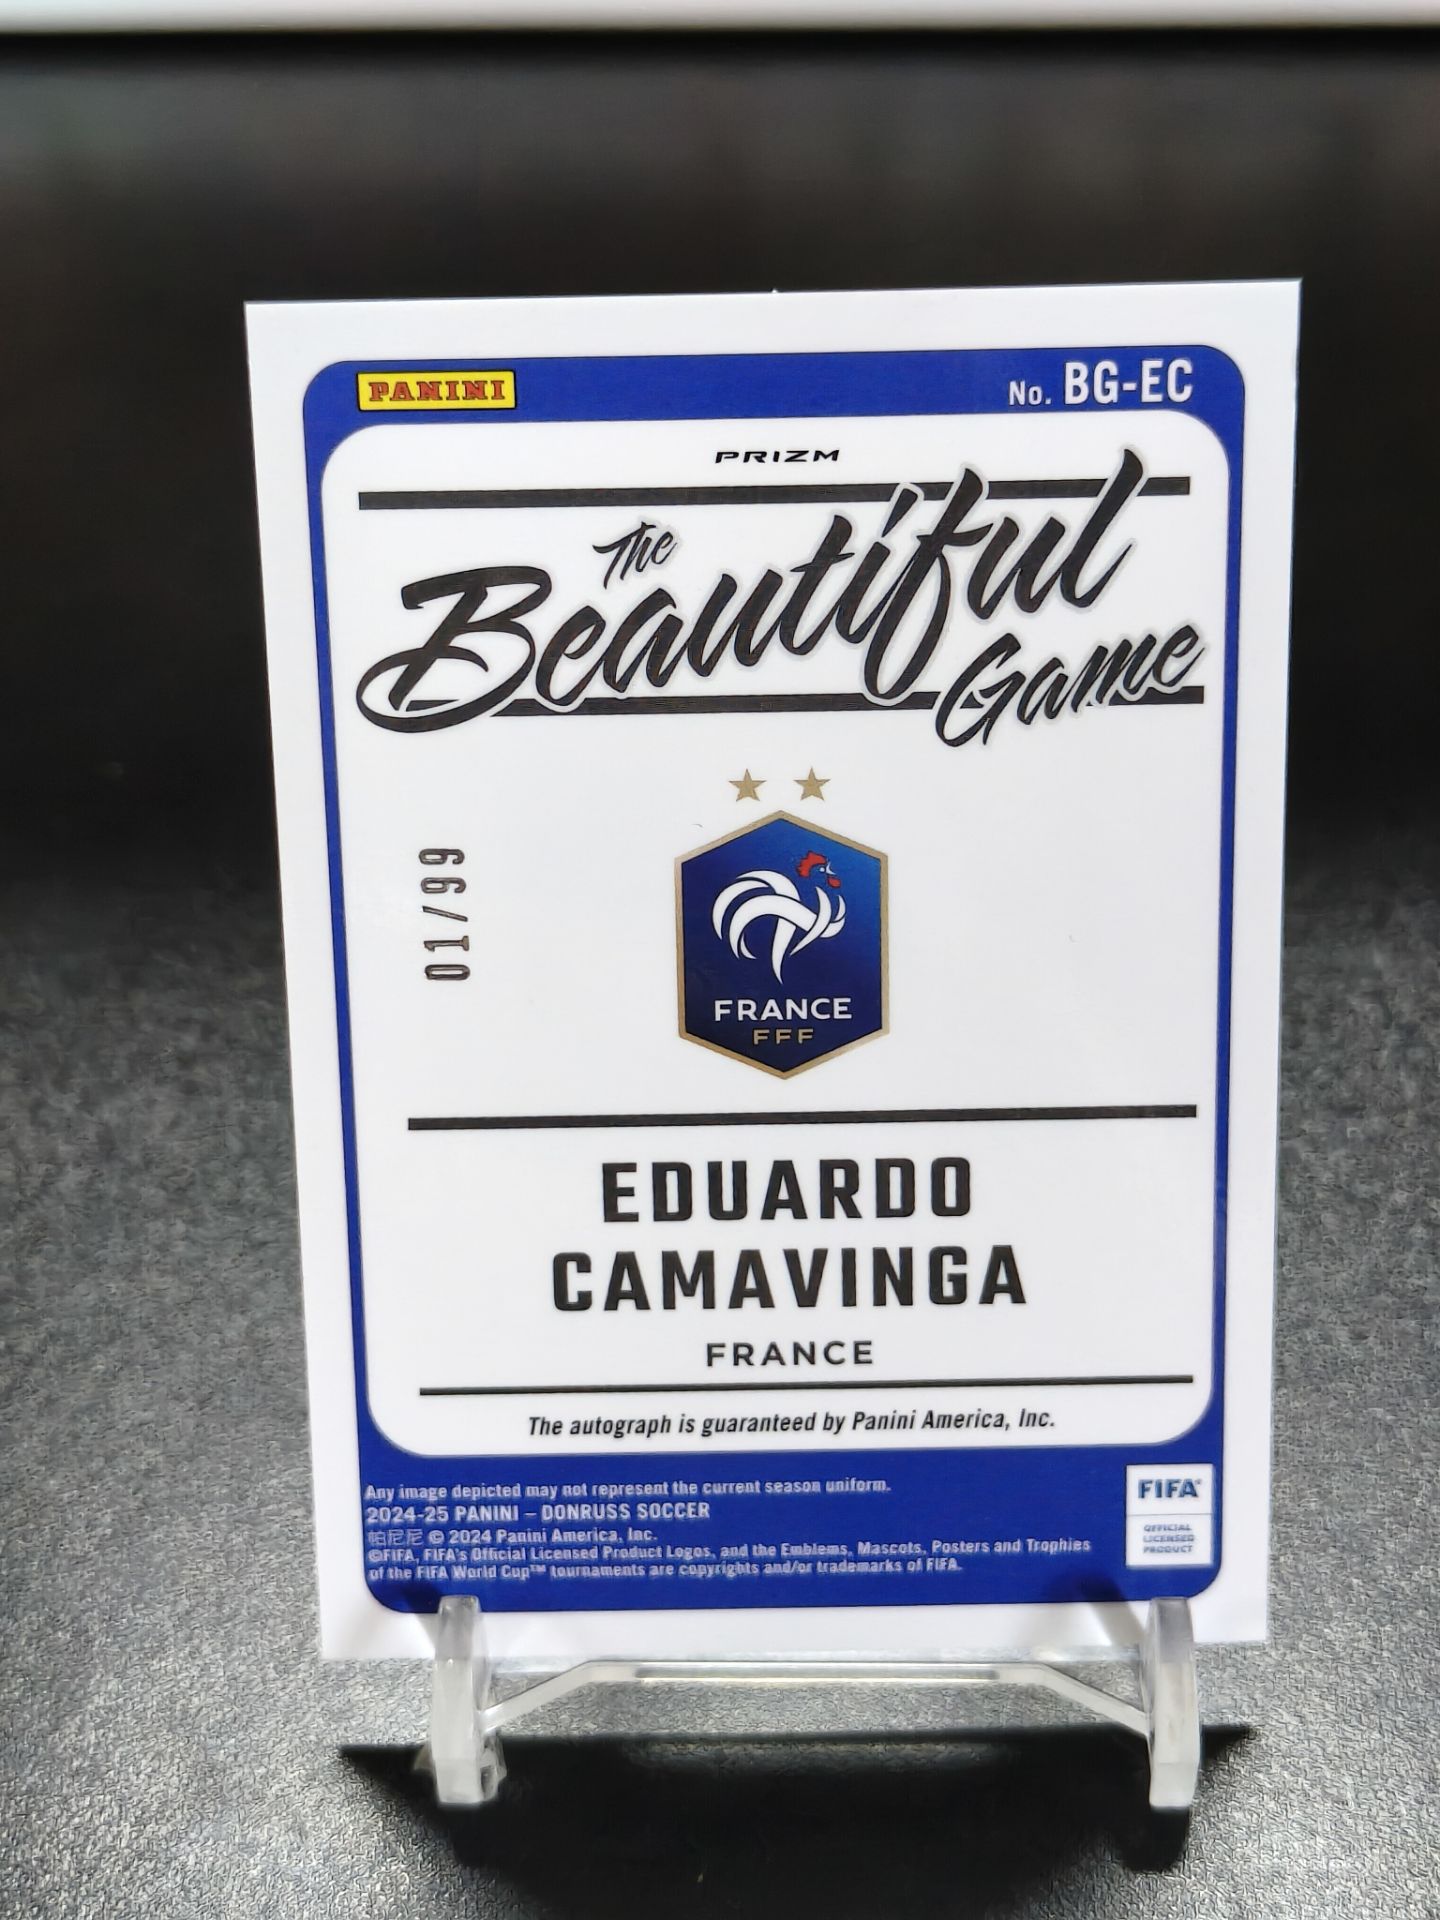 PANINI
No. BG-EC
PRIZM
The
Beautiful
Game
01/99
FRANCE
FFF
EDUARDO
CAMAVINGA
FRANCE
The autograph is guaranteed by Panini America, Inc.
Any image depicted may not represent the current season uniform.
2024-25 PANINI – DONRUSS SOCCER
帕尼尼 © 2024 Panini America, Inc.
©FIFA, FIFA's Official Licensed Product Logos, and the Emblems, Mascots, Posters and Trophies
of the FIFA World Cup™ tournaments are copyrights and/or trademarks of FIFA.
FIFA®
OFFICIAL
LICENSED
PRODUCT